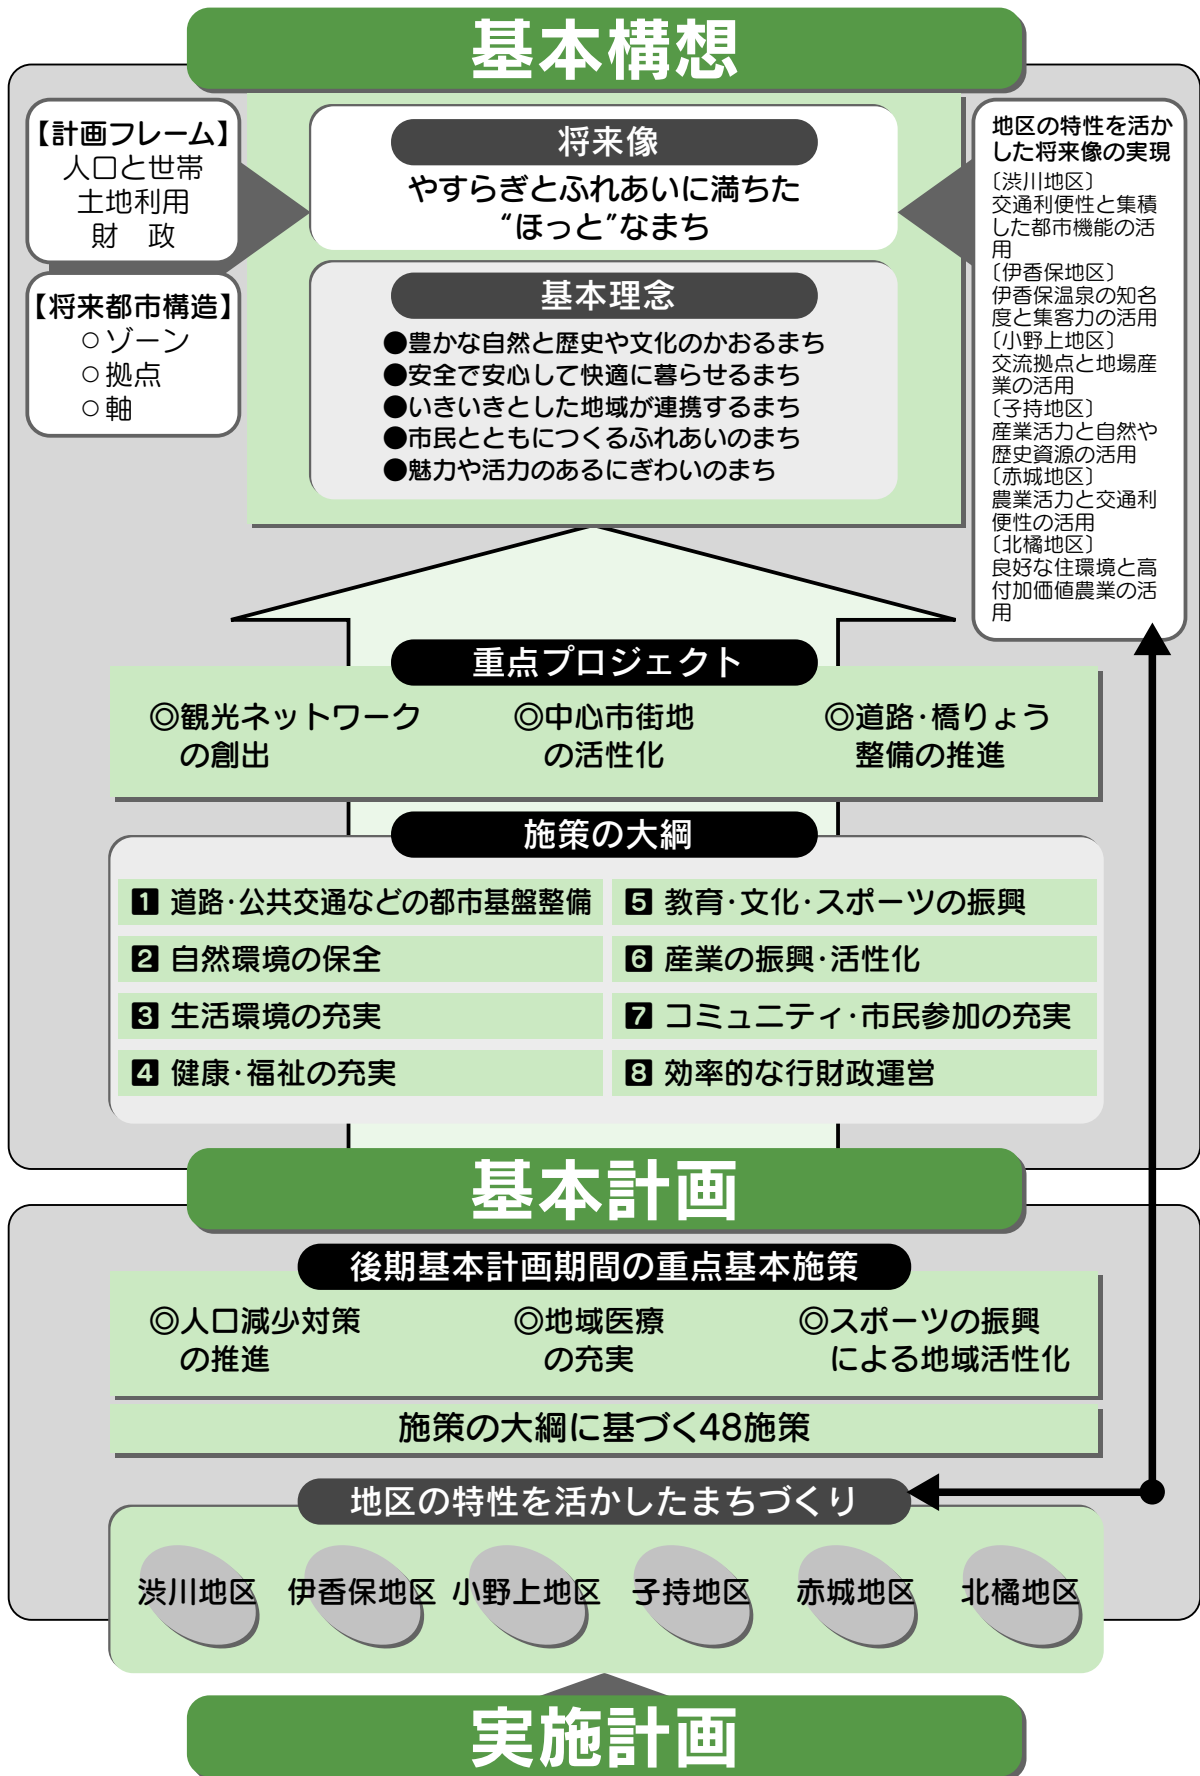 基本構想
【計画フレーム】
人口と世帯
土地利用
財　政
【将来都市構造】
○ゾーン
○拠点
○軸
将来像
やすらぎとふれあいに満ちた
“ほっと”なまち
基本理念
●豊かな自然と歴史や文化のかおるまち
●安全で安心して快適に暮らせるまち
●いきいきとした地域が連携するまち
●市民とともにつくるふれあいのまち
●魅力や活力のあるにぎわいのまち
地区の特性を活か
した将来像の実現
〔渋川地区〕
交通利便性と集積
した都市機能の活
用
〔伊香保地区〕
伊香保温泉の知名
度と集客力の活用
〔小野上地区〕
交流拠点と地場産
業の活用
〔子持地区〕
産業活力と自然や
歴史資源の活用
〔赤城地区〕
農業活力と交通利
便性の活用
〔北橘地区〕
良好な住環境と高
付加価値農業の活
用
重点プロジェクト
◎観光ネットワーク
の創出
◎中心市街地
の活性化
◎道路・橋りょう
整備の推進
施策の大綱
1 道路・公共交通などの都市基盤整備
2 自然環境の保全
3 生活環境の充実
4 健康・福祉の充実
5 教育・文化・スポーツの振興
6 産業の振興・活性化
7 コミュニティ・市民参加の充実
8 効率的な行財政運営
基本計画
後期基本計画期間の重点基本施策
◎人口減少対策
の推進
◎地域医療
の充実
◎スポーツの振興
による地域活性化
施策の大綱に基づく48施策
地区の特性を活かしたまちづくり
渋川地区
伊香保地区
小野上地区
子持地区
赤城地区
北橘地区
実施計画